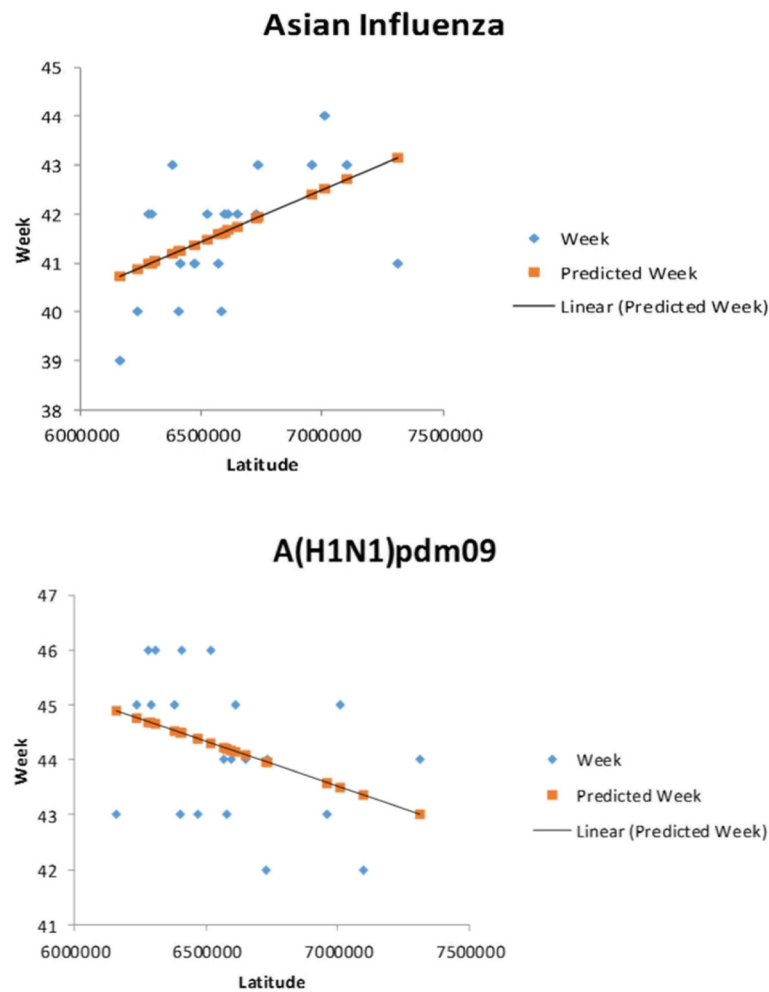 Asian Influenza
45
44
43
42
41
40
39
38
Week
6000000 6500000 7000000 7500000
Latitude
Week
Predicted Week
Linear (Predicted Week)
A(H1N1)pdm09
47
46
45
44
43
42
41
Week
6000000 6500000 7000000 7500000
Latitude
Week
Predicted Week
Linear (Predicted Week)